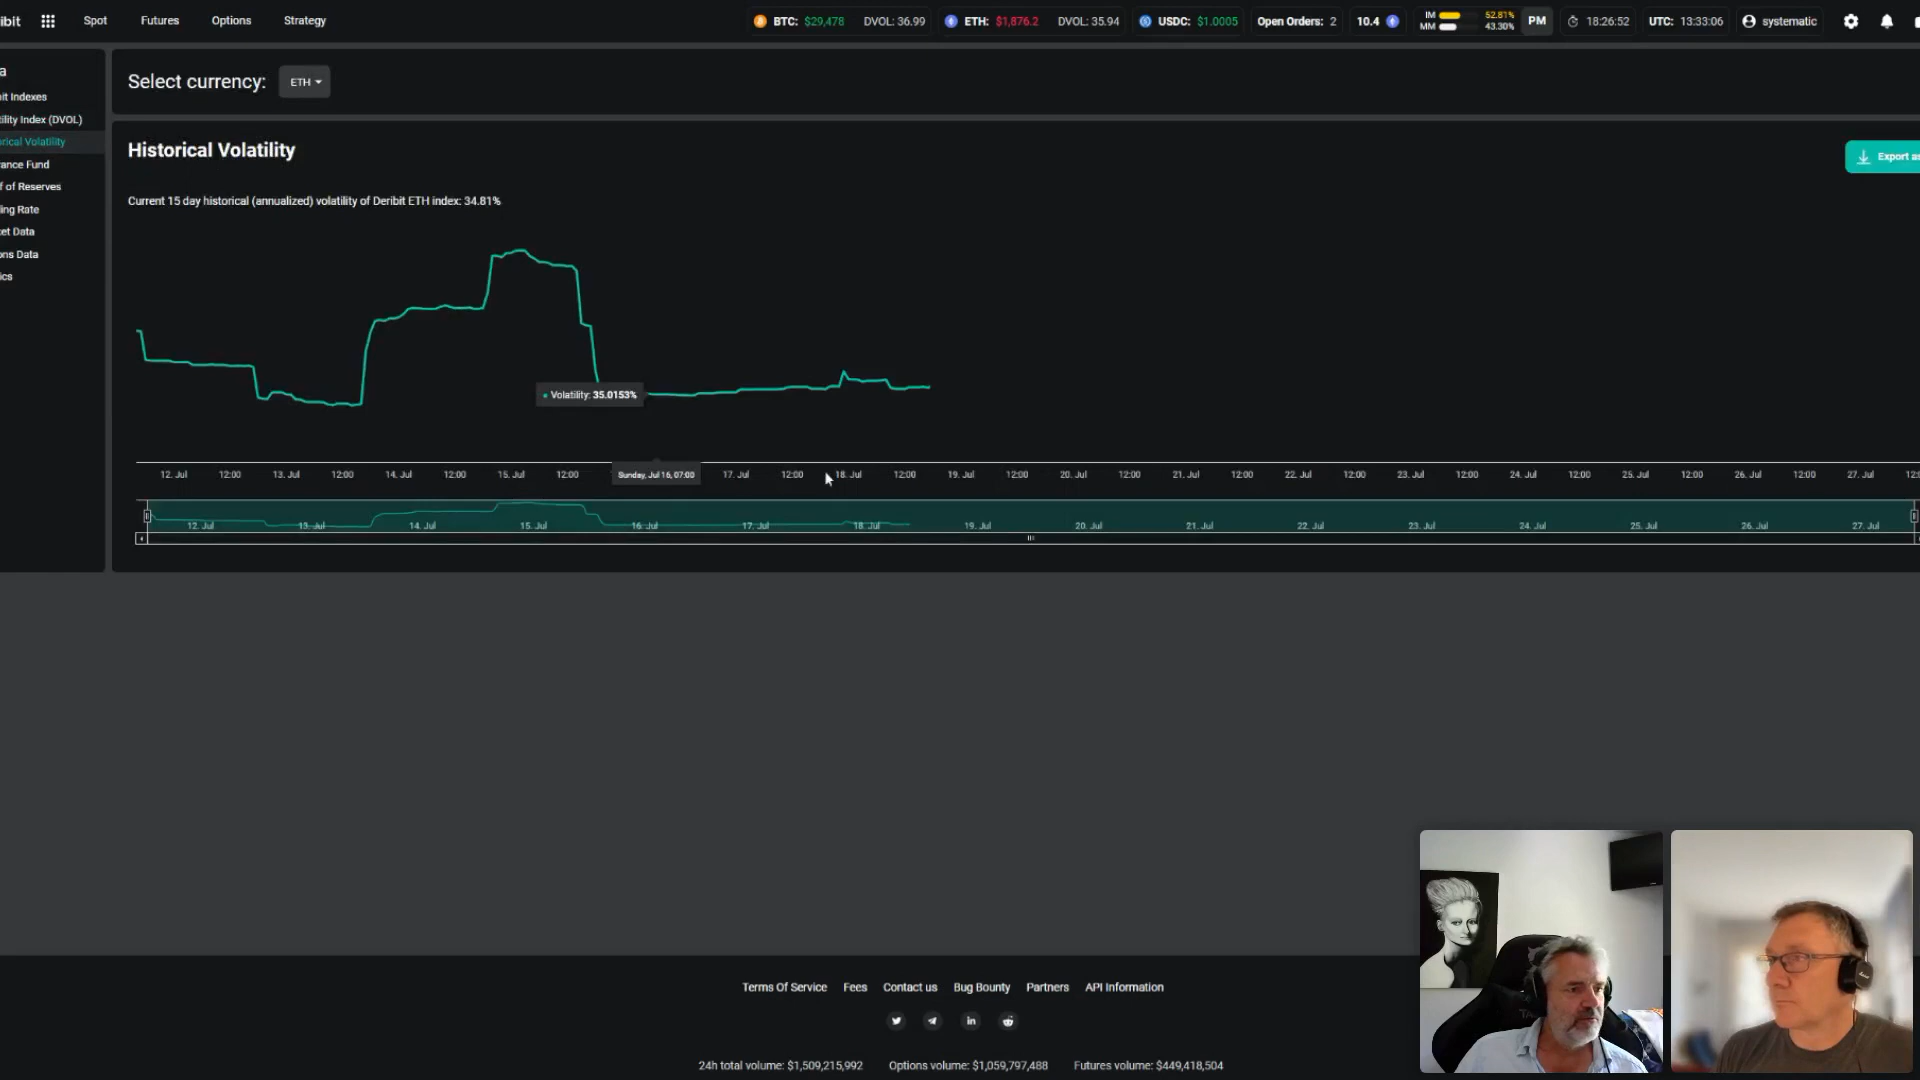 ibit Spot Futures Options Strategy BTC: $29,478 DVOL: 36.99 ETH: $1,876.2 DVOL: 35.94 USDC: $1.0005 Open Orders: 2 10.4 IM 52.81% MM 43.30% PM 18:26:52 UTC: 13:33:06 systematic
a
it Indexes
tility Index (DVOL)
orical Volatility
rance Fund
f of Reserves
ing Rate
et Data
ons Data
ics
Select currency: ETH
Historical Volatility
Export as
Current 15 day historical (annualized) volatility of Deribit ETH index: 34.81%
Volatility: 35.0153%
12. Jul 12:00 13. Jul 12:00 14. Jul 12:00 15. Jul 12:00 Sunday, Jul 16, 07:00 17. Jul 12:00 18. Jul 12:00 19. Jul 12:00 20. Jul 12:00 21. Jul 12:00 22. Jul 12:00 23. Jul 12:00 24. Jul 12:00 25. Jul 12:00 26. Jul 12:00 27. Jul 12:
12. Jul 13. Jul 14. Jul 15. Jul 16. Jul 17. Jul 18. Jul 19. Jul 20. Jul 21. Jul 22. Jul 23. Jul 24. Jul 25. Jul 26. Jul 27. Jul
Terms Of Service Fees Contact us Bug Bounty Partners API Information
24h total volume: $1,509,215,992 Options volume: $1,059,797,488 Futures volume: $449,418,504